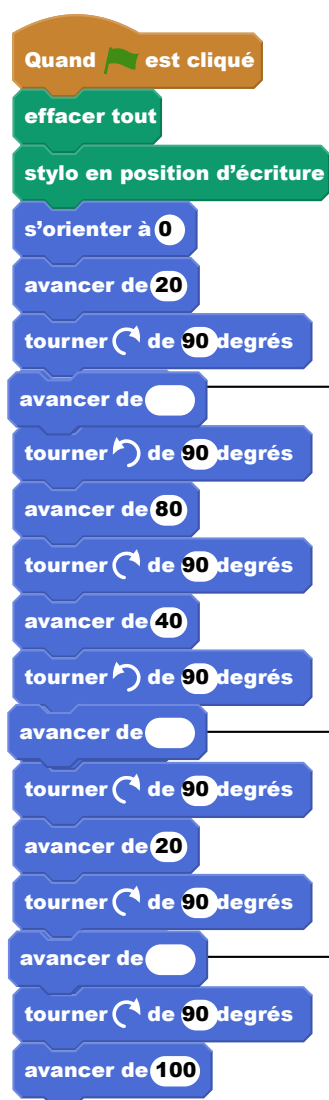 Quand est cliqué
effacer tout
stylo en position d’écriture
s’orienter à 0
avancer de 20
tourner de 90 degrés
avancer de
tourner de 90 degrés
avancer de 80
tourner de 90 degrés
avancer de 40
tourner de 90 degrés
avancer de
tourner de 90 degrés
avancer de 20
tourner de 90 degrés
avancer de
tourner de 90 degrés
avancer de 100